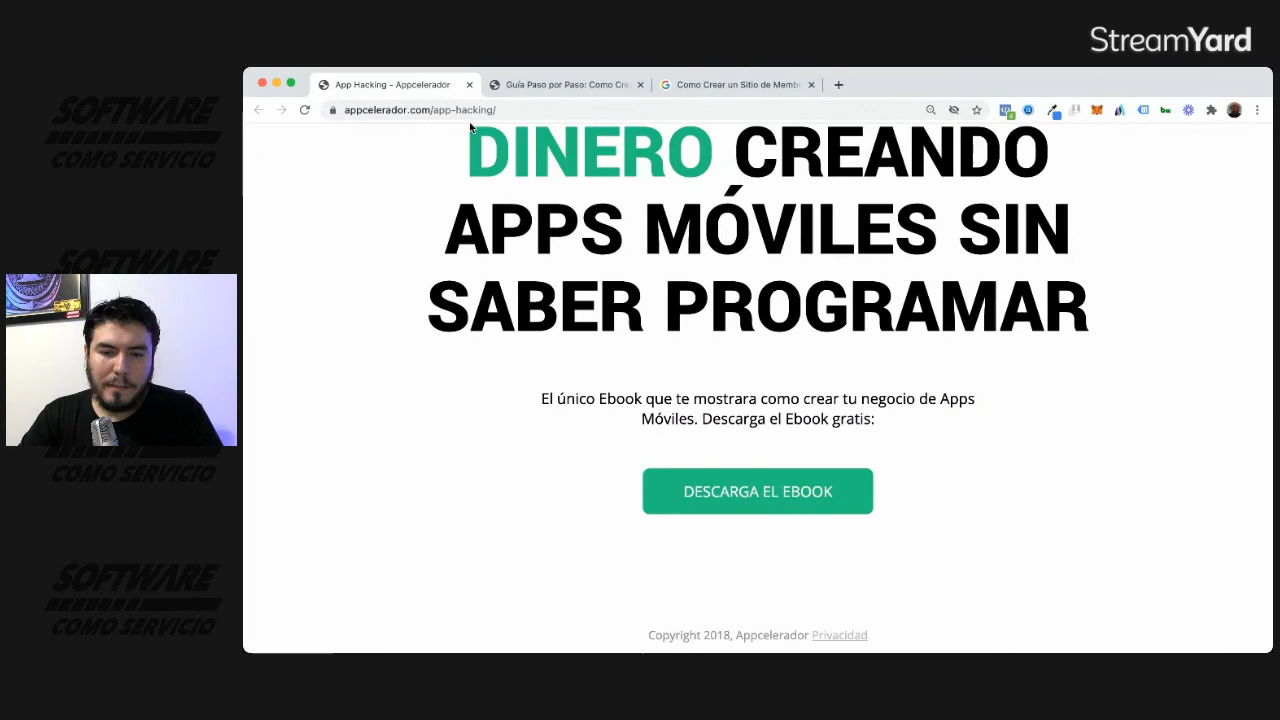 StreamYard
App Hacking – Appcelerador
Guía Paso por Paso: Como Cre
Como Crear un Sitio de Memb
appcelerador.com/app-hacking/
DINERO CREANDO
APPS MÓVILES SIN
SABER PROGRAMAR
El único Ebook que te mostrara como crear tu negocio de Apps
Móviles. Descarga el Ebook gratis:
DESCARGA EL EBOOK
Copyright 2018, Appcelerador Privacidad
SOFTWARE
COMO SERVICIO
SOFTWARE
COMO SERVICIO
SOFTWARE
COMO SERVICIO